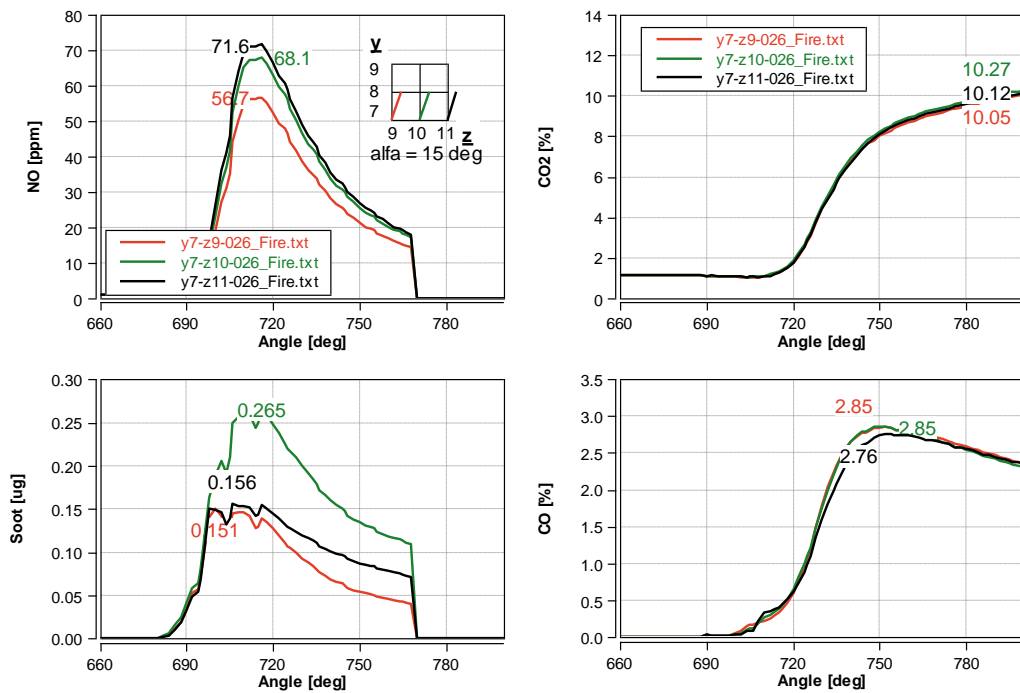 80
70
60
50
40
30
20
10
0
NO [ppm]
71.6
68.1
56.7
y
9
8
7
9 10 11 z
alfa = 15 deg
y7-z9-026_Fire.txt
y7-z10-026_Fire.txt
y7-z11-026_Fire.txt
660 690 720 750 780
Angle [deg]
14
12
10
8
6
4
2
0
CO2 [%]
y7-z9-026_Fire.txt
y7-z10-026_Fire.txt
y7-z11-026_Fire.txt
10.27
10.12
10.05
660 690 720 750 780
Angle [deg]
0.30
0.25
0.20
0.15
0.10
0.05
0.00
Soot [ug]
0.265
0.156
0.151
660 690 720 750 780
Angle [deg]
3.5
3.0
2.5
2.0
1.5
1.0
0.5
0.0
CO [%]
2.85
2.85
2.76
660 690 720 750 780
Angle [deg]